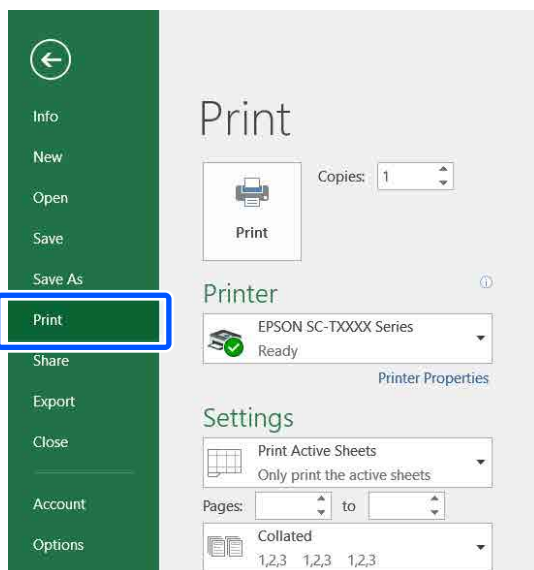 Info
New
Open
Save
Save As
Print
Share
Export
Close
Account
Options
Print
Copies: 1
Print
Printer
EPSON SC-TXXXX Series
Ready
Printer Properties
Settings
Print Active Sheets
Only print the active sheets
Pages: to
Collated
1,2,3 1,2,3 1,2,3